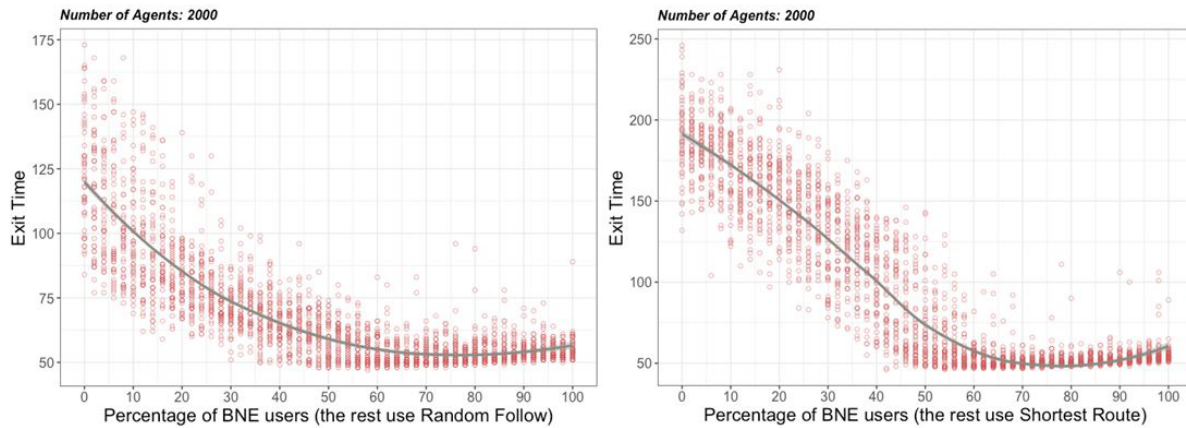 Number of Agents: 2000
175
150
125
100
75
50
Exit Time
0 10 20 30 40 50 60 70 80 90 100
Percentage of BNE users (the rest use Random Follow)
Number of Agents: 2000
250
200
150
100
50
Exit Time
0 10 20 30 40 50 60 70 80 90 100
Percentage of BNE users (the rest use Shortest Route)